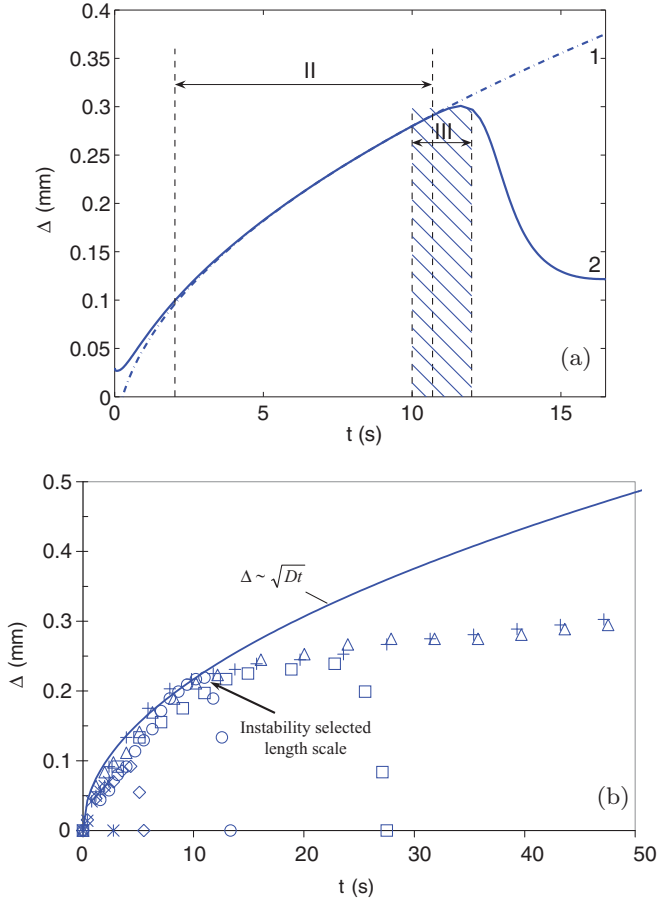 0.4
0.35
0.3
0.25
0.2
0.15
0.1
0.05
0
Δ (mm)
II
III
1
2
(a)
0 5 10 15
t (s)
0.5
0.4
0.3
0.2
0.1
0
Δ (mm)
Δ ~ √Dt
Instability selected
length scale
(b)
0 10 20 30 40 50
t (s)